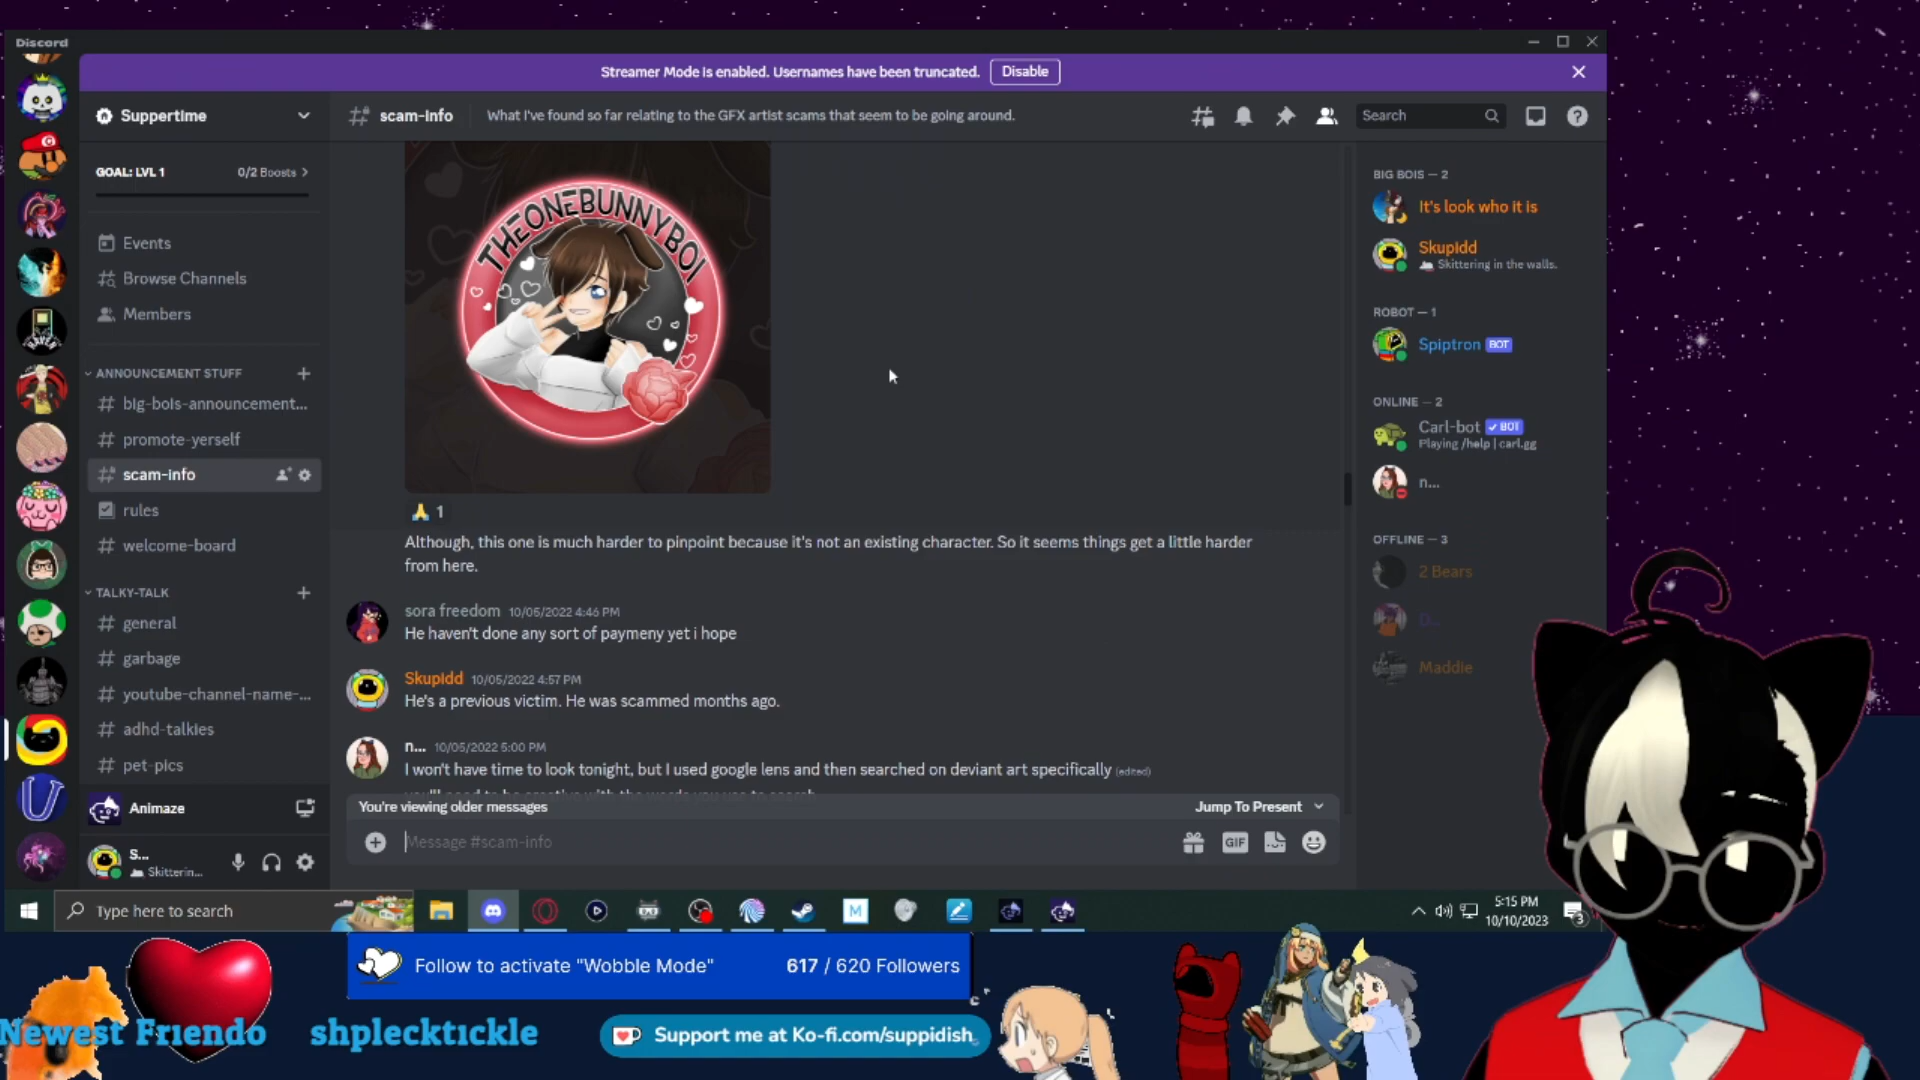 Discord
Streamer Mode is enabled. Usernames have been truncated.
Disable
Suppertime
scam-info
What I've found so far relating to the GFX artist scams that seem to be going around.
Search
GOAL: LVL 1
0/2 Boosts
Events
Browse Channels
Members
ANNOUNCEMENT STUFF
big-bois-announcement...
promote-yerself
scam-info
rules
welcome-board
TALKY-TALK
general
garbage
youtube-channel-name-...
adhd-talkies
pet-pics
Animaze
S...
Skitterin...
THEONEBUNNYBOI
🙏 1
Although, this one is much harder to pinpoint because it's not an existing character. So it seems things get a little harder
from here.
sora freedom 10/05/2022 4:46 PM
He haven't done any sort of paymeny yet i hope
Skupidd 10/05/2022 4:57 PM
He's a previous victim. He was scammed months ago.
n... 10/05/2022 5:00 PM
I won't have time to look tonight, but I used google lens and then searched on deviant art specifically (edited)
You're viewing older messages
Jump To Present
Message #scam-info
GIF
BIG BOIS — 2
It's look who it is
Skupidd
Skittering in the walls.
ROBOT — 1
Spiptron BOT
ONLINE — 2
Carl-bot BOT
Playing /help | carl.gg
n...
OFFLINE — 3
2 Bears
D...
Maddie
Type here to search
M
5:15 PM
10/10/2023
3
Follow to activate "Wobble Mode"
617 / 620 Followers
Newest Friendo
shplecktickle
Support me at Ko-fi.com/suppidish